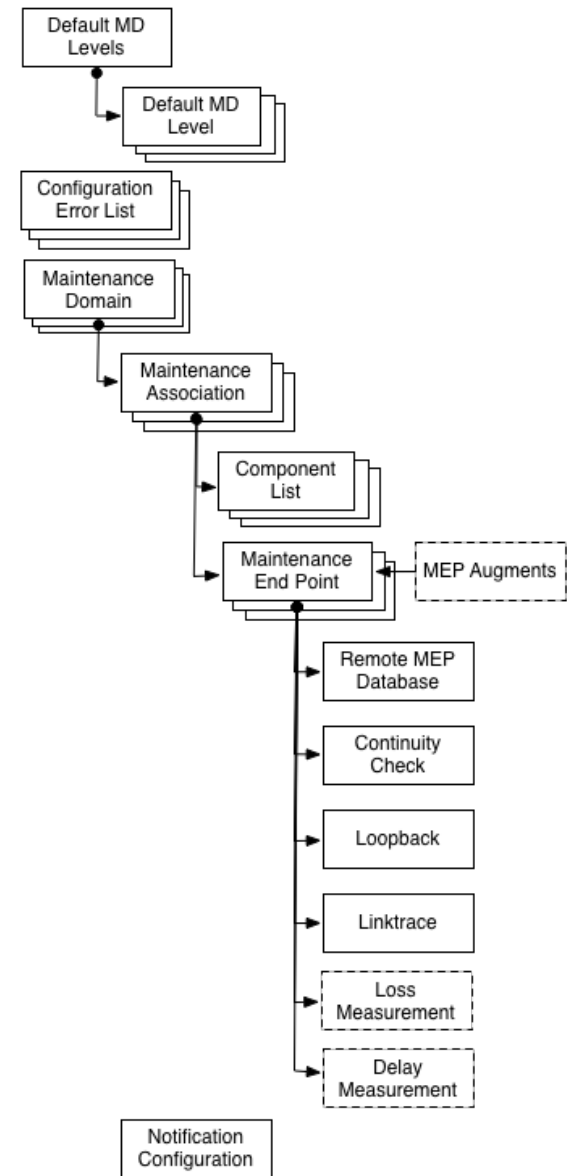 Default MD
Levels
Default MD
Level
Configuration
Error List
Maintenance
Domain
Maintenance
Association
Component
List
Maintenance
End Point
MEP Augments
Remote MEP
Database
Continuity
Check
Loopback
Linktrace
Loss
Measurement
Delay
Measurement
Notification
Configuration